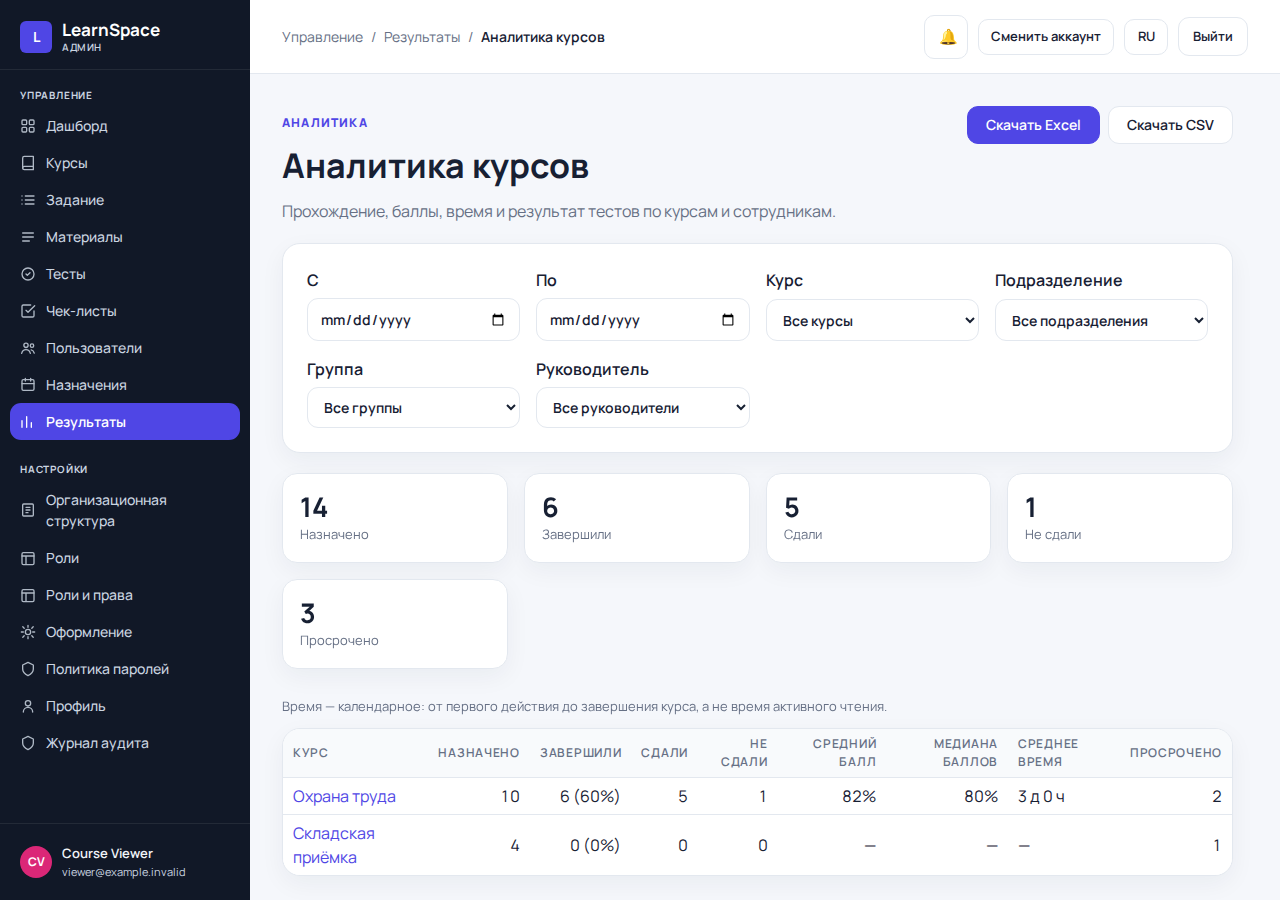 L
LearnSpace
АДМИН
УПРАВЛЕНИЕ
Дашборд
Курсы
Задание
Материалы
Тесты
Чек-листы
Пользователи
Назначения
Результаты
НАСТРОЙКИ
Организационная
структура
Роли
Роли и права
Оформление
Политика паролей
Профиль
Журнал аудита
CV
Course Viewer
viewer@example.invalid
Управление / Результаты / Аналитика курсов
Сменить аккаунт
RU
Выйти
АНАЛИТИКА
Скачать Excel
Скачать CSV
Аналитика курсов
Прохождение, баллы, время и результат тестов по курсам и сотрудникам.
С
По
Курс
Подразделение
mm/dd/yyyy
mm/dd/yyyy
Все курсы
Все подразделения
Группа
Руководитель
Все группы
Все руководители
14
Назначено
6
Завершили
5
Сдали
1
Не сдали
3
Просрочено
Время — календарное: от первого действия до завершения курса, а не время активного чтения.
КУРС НАЗНАЧЕНО ЗАВЕРШИЛИ СДАЛИ НЕ СДАЛИ СРЕДНИЙ БАЛЛ МЕДИАНА БАЛЛОВ СРЕДНЕЕ ВРЕМЯ ПРОСРОЧЕНО
Охрана труда 10 6 (60%) 5 1 82% 80% 3 д 0 ч 2
Складская приёмка 4 0 (0%) 0 0 — — — 1